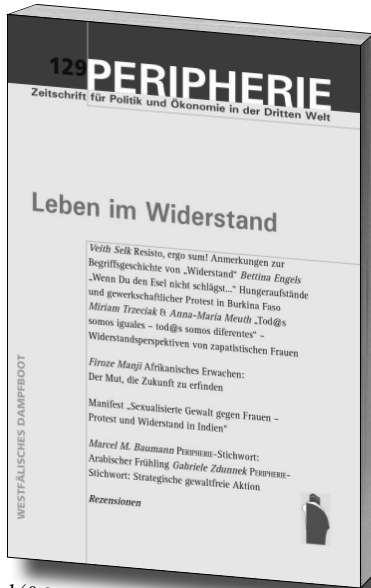 129 PERIPHERIE
Zeitschrift für Politik und Ökonomie in der Dritten Welt
Leben im Widerstand
Veith Selk Resisto, ergo sum! Anmerkungen zur
Begriffsgeschichte von „Widerstand“ Bettina Engels
„Wenn Du den Esel nicht schlägst...“ Hungeraufstände
und gewerkschaftlicher Protest in Burkina Faso
Miriam Trzeciak & Anna-Maria Meuth „Tod@s
somos iguales – tod@s somos diferentes“ –
Widerstandsperspektiven von zapatistischen Frauen
Firoze Manji Afrikanisches Erwachen:
Der Mut, die Zukunft zu erfinden
Manifest „Sexualisierte Gewalt gegen Frauen –
Protest und Widerstand in Indien“
Marcel M. Baumann PERIPHERIE-Stichwort:
Arabischer Frühling Gabriele Zdunnek PERIPHERIE-
Stichwort: Strategische gewaltfreie Aktion
Rezensionen
WESTFÄLISCHES DAMPFBOOT